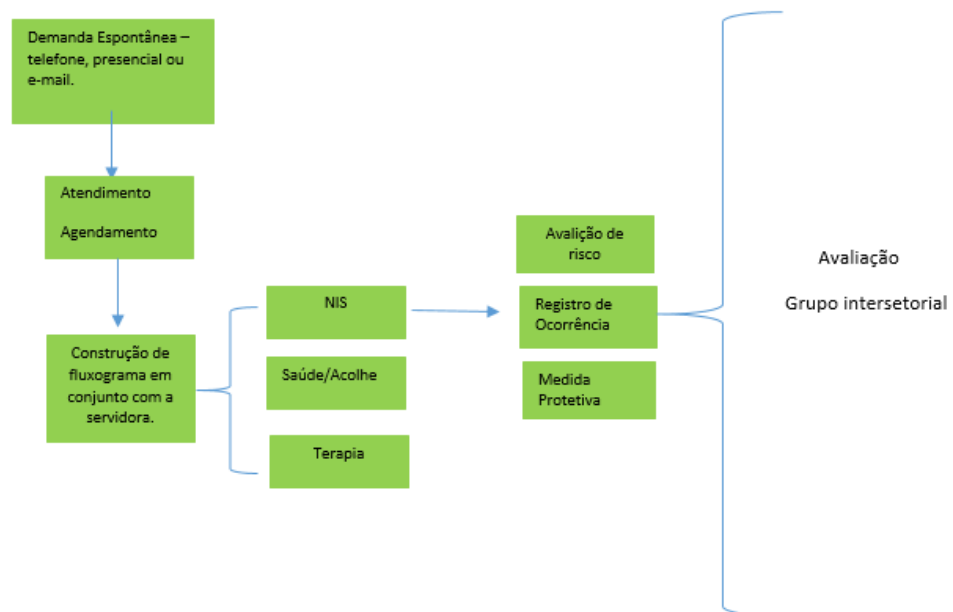 Demanda Espontânea –
telefone, presencial ou
e-mail.
Atendimento
Agendamento
Construção de
fluxograma em
conjunto com a
servidora.
NIS
Saúde/Acolhe
Terapia
Avalição de
risco
Registro de
Ocorrência
Medida
Protetiva
Avaliação
Grupo intersetorial